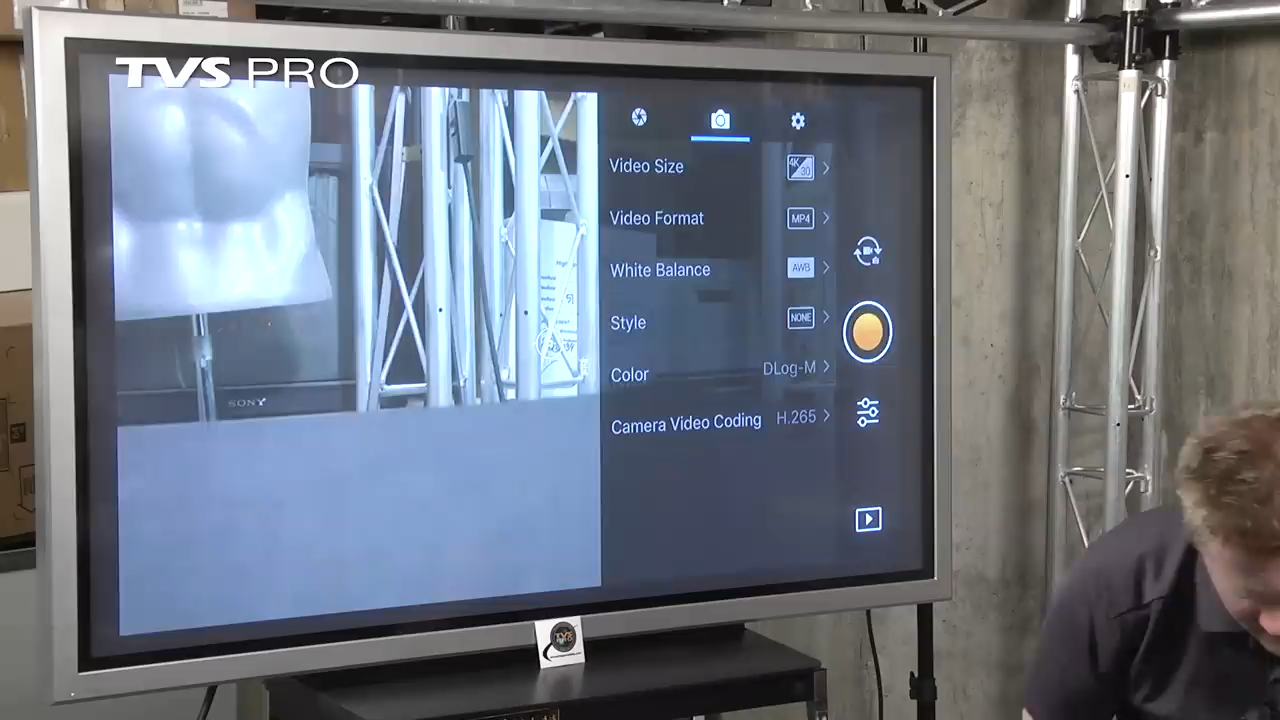 TVS PRO
Video Size
4K
30
Video Format
MP4
White Balance
AWB
Style
NONE
Color
DLog-M
Camera Video Coding
H.265
SONY
TVS